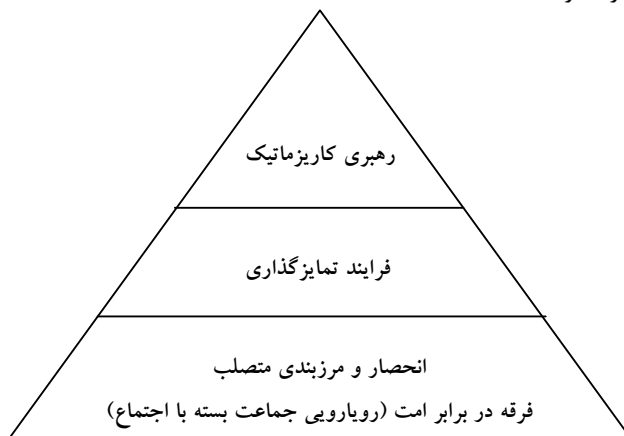 رهبری کاریزماتیک
فرایند تمایزگذاری
انحصار و مرزبندی متصلب
فرقه در برابر امت (رویارویی جماعت بسته با اجتماع)